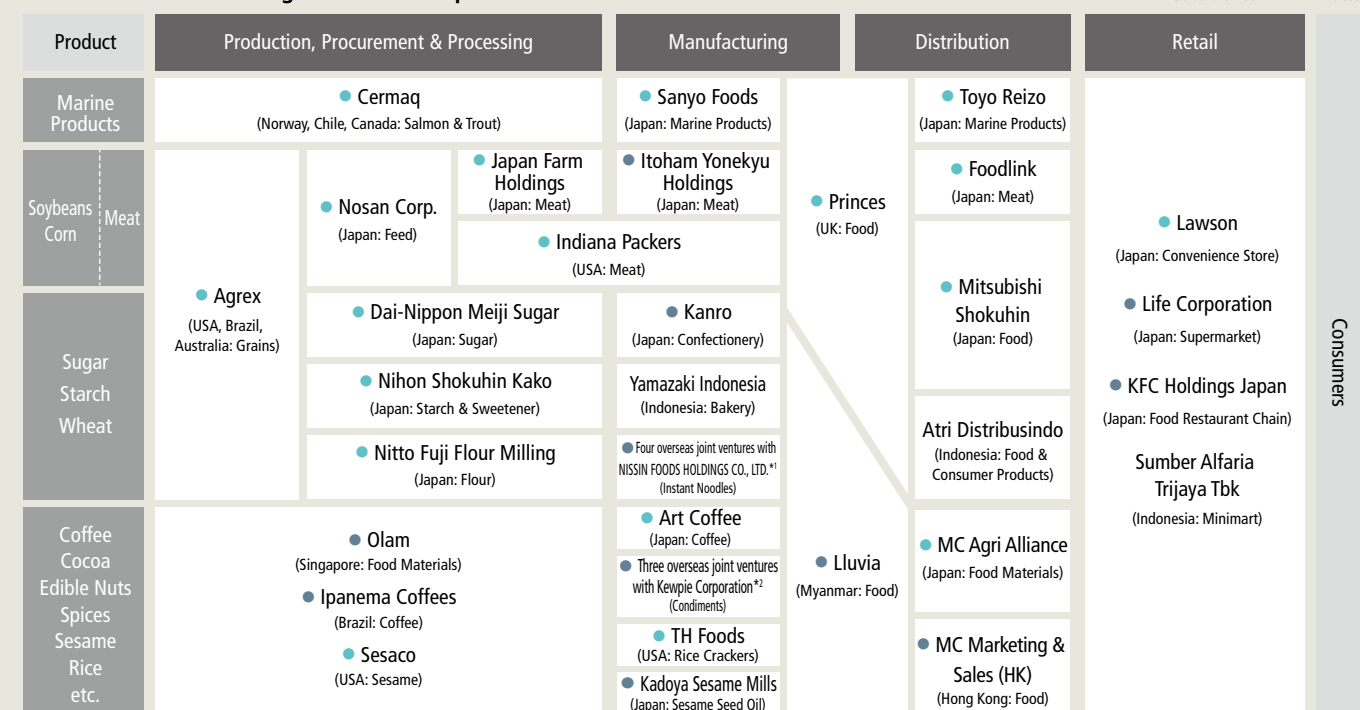 Product
Production, Procurement & Processing
Manufacturing
Distribution
Retail
Marine
Products
● Cermaq
(Norway, Chile, Canada: Salmon & Trout)
● Sanyo Foods
(Japan: Marine Products)
● Toyo Reizo
(Japan: Marine Products)
Soybeans
Corn
Meat
● Agrex
(USA, Brazil,
Australia: Grains)
● Nosan Corp.
(Japan: Feed)
● Japan Farm
Holdings
(Japan: Meat)
● Itoham Yonekyu
Holdings
(Japan: Meat)
● Indiana Packers
(USA: Meat)
● Princes
(UK: Food)
● Foodlink
(Japan: Meat)
● Mitsubishi
Shokuhin
(Japan: Food)
Sugar
Starch
Wheat
● Dai-Nippon Meiji Sugar
(Japan: Sugar)
● Nihon Shokuhin Kako
(Japan: Starch & Sweetener)
● Nitto Fuji Flour Milling
(Japan: Flour)
● Kanro
(Japan: Confectionery)
Yamazaki Indonesia
(Indonesia: Bakery)
● Four overseas joint ventures with
NISSIN FOODS HOLDINGS CO., LTD.*1
(Instant Noodles)
Atri Distribusindo
(Indonesia: Food &
Consumer Products)
Coffee
Cocoa
Edible Nuts
Spices
Sesame
Rice
etc.
● Olam
(Singapore: Food Materials)
● Ipanema Coffees
(Brazil: Coffee)
● Sesaco
(USA: Sesame)
● Art Coffee
(Japan: Coffee)
● Three overseas joint ventures
with Kewpie Corporation*2
(Condiments)
● TH Foods
(USA: Rice Crackers)
● Kadoya Sesame Mills
(Japan: Sesame Seed Oil)
● Lluvia
(Myanmar: Food)
● MC Agri Alliance
(Japan: Food Materials)
● MC Marketing &
Sales (HK)
(Hong Kong: Food)
● Lawson
(Japan: Convenience Store)
● Life Corporation
(Japan: Supermarket)
● KFC Holdings Japan
(Japan: Food Restaurant Chain)
Sumber Alfaria
Trijaya Tbk
(Indonesia: Minimart)
Consumers